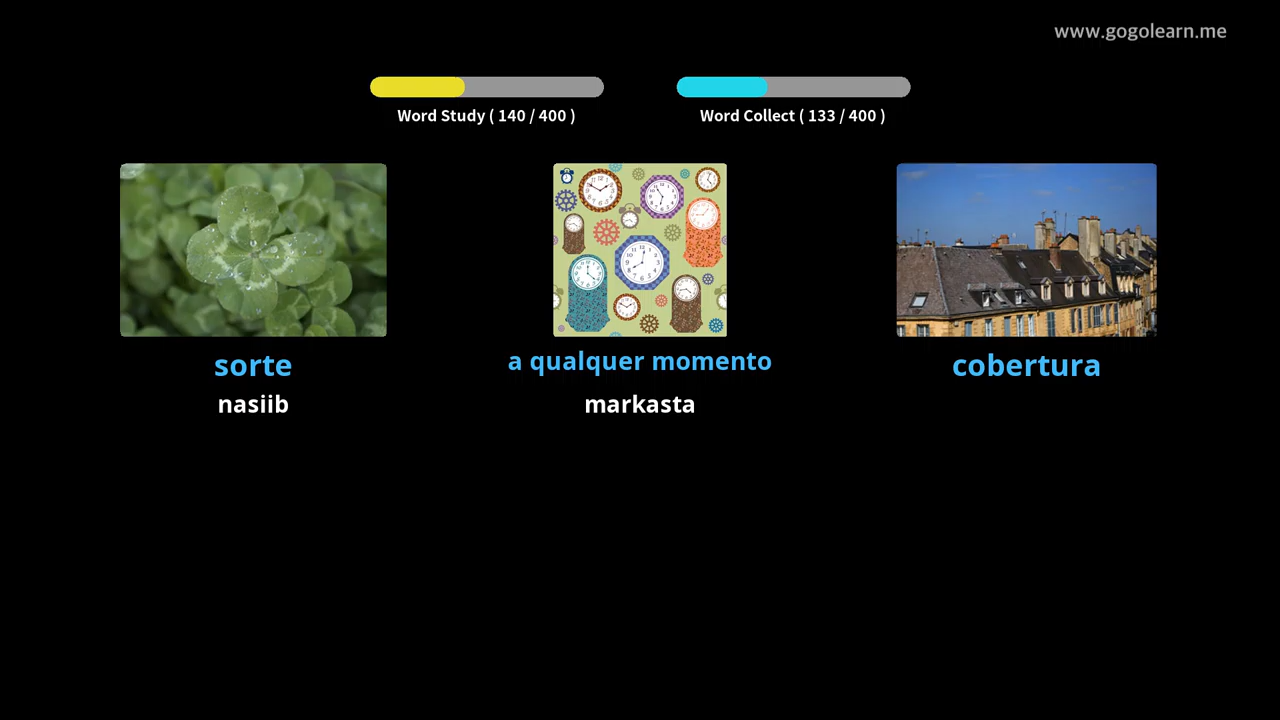 www.gogolearn.me
Word Study ( 140 / 400 )
Word Collect ( 133 / 400 )
sorte
nasiib
a qualquer momento
markasta
cobertura